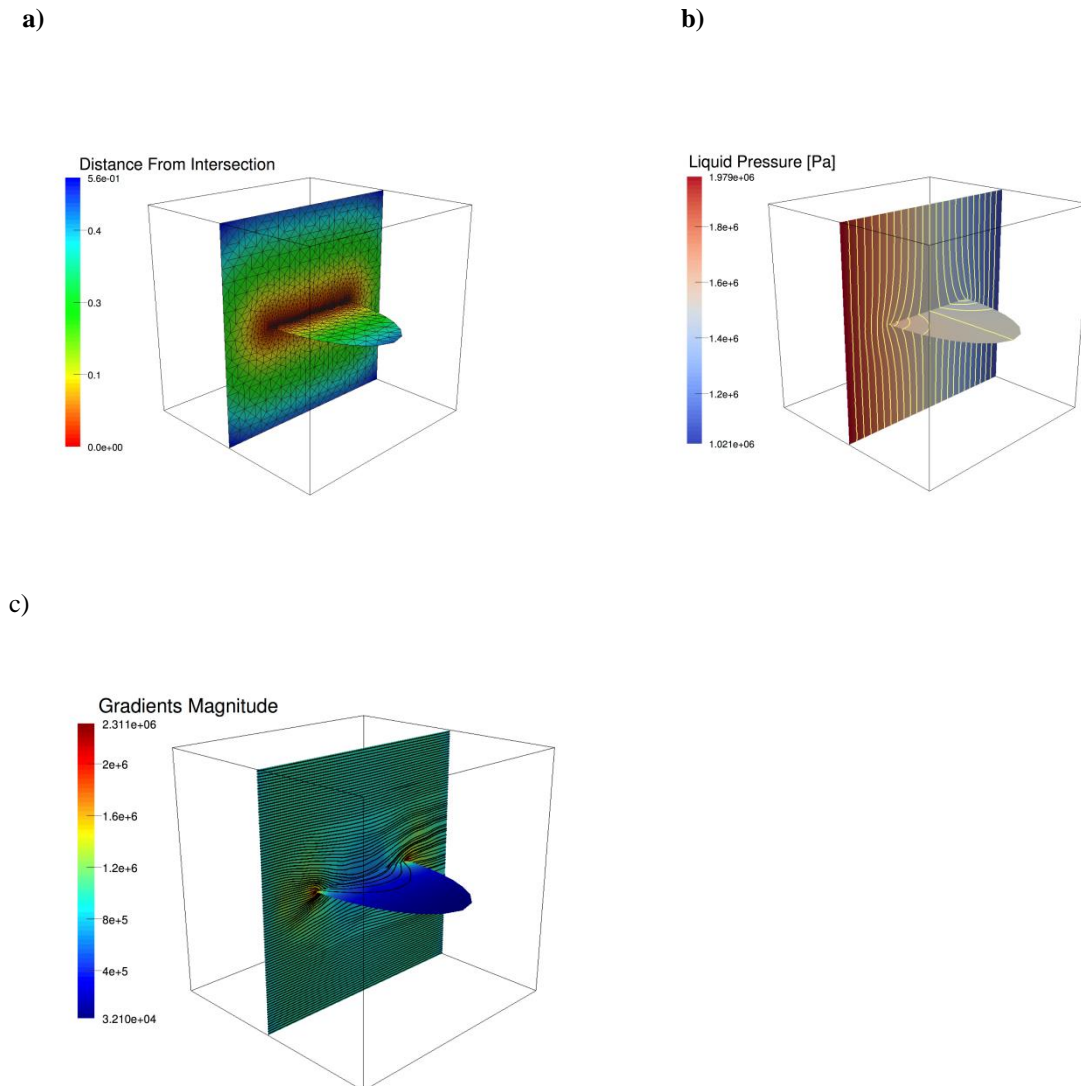 a)
b)
Distance From Intersection
5.6e-01
0.4
0.3
0.1
0.0e+00
Liquid Pressure [Pa]
1.979e+06
1.8e+6
1.6e+6
1.4e+6
1.2e+6
1.021e+06
c)
Gradients Magnitude
2.311e+06
2e+6
1.6e+6
1.2e+6
8e+5
4e+5
3.210e+04